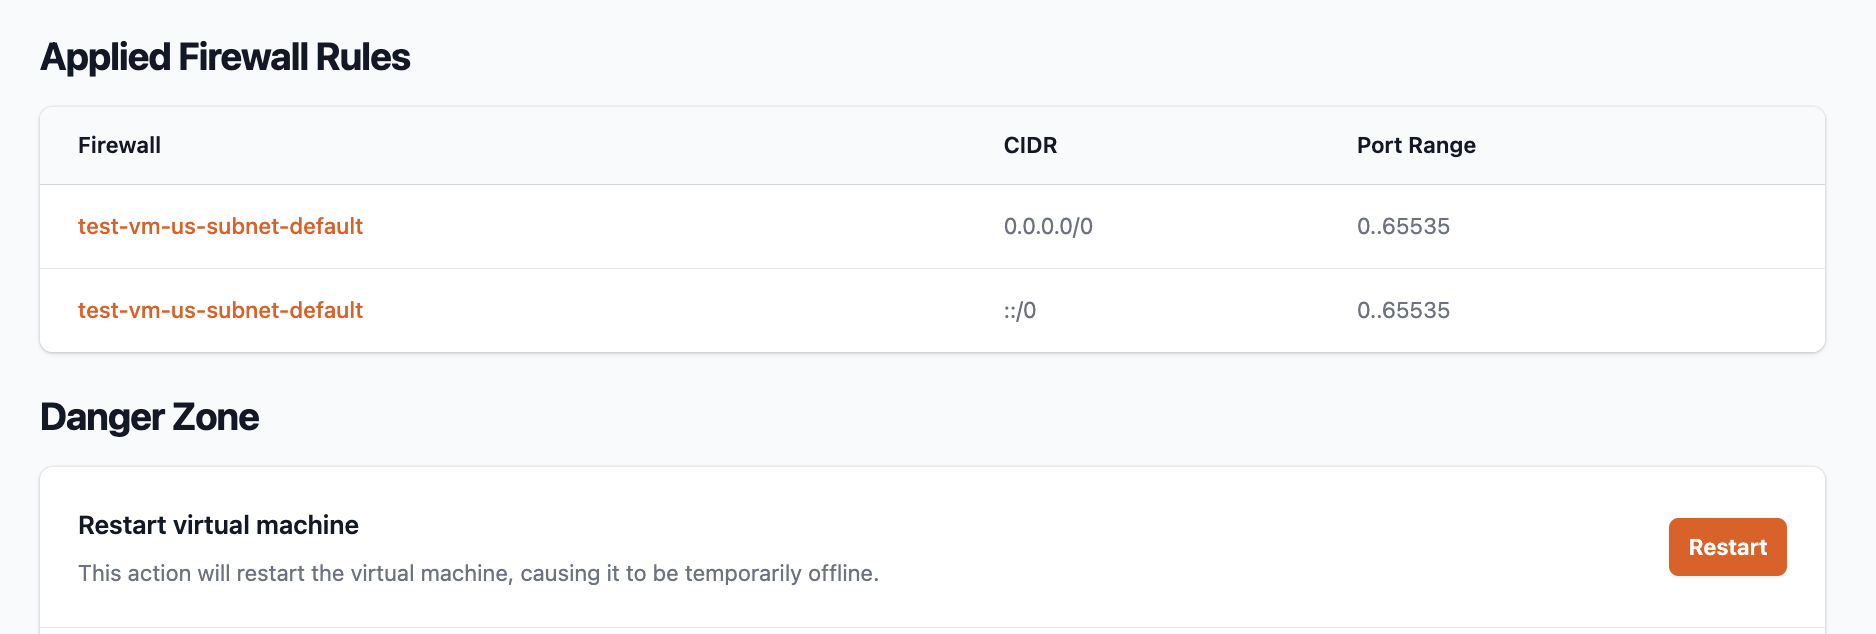 Applied Firewall Rules
Firewall CIDR Port Range
test-vm-us-subnet-default 0.0.0.0/0 0..65535
test-vm-us-subnet-default ::/0 0..65535
Danger Zone
Restart virtual machine
Restart
This action will restart the virtual machine, causing it to be temporarily offline.